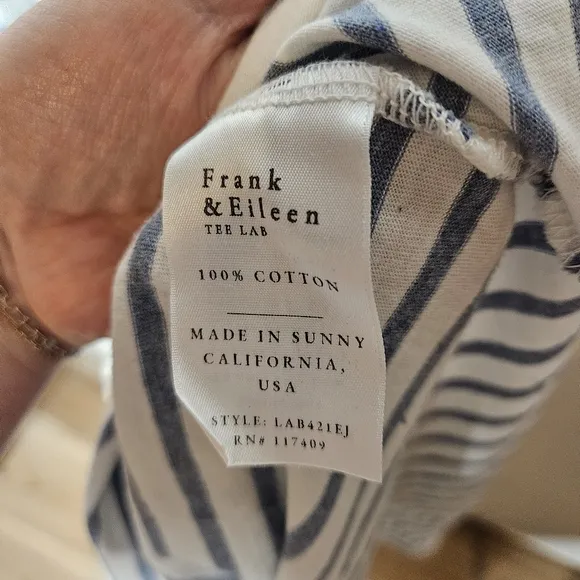 Frank
& Eileen
TEE LAB
100% COTTON
MADE IN SUNNY
CALIFORNIA,
USA
STYLE: LAB421EJ
RN# 117409